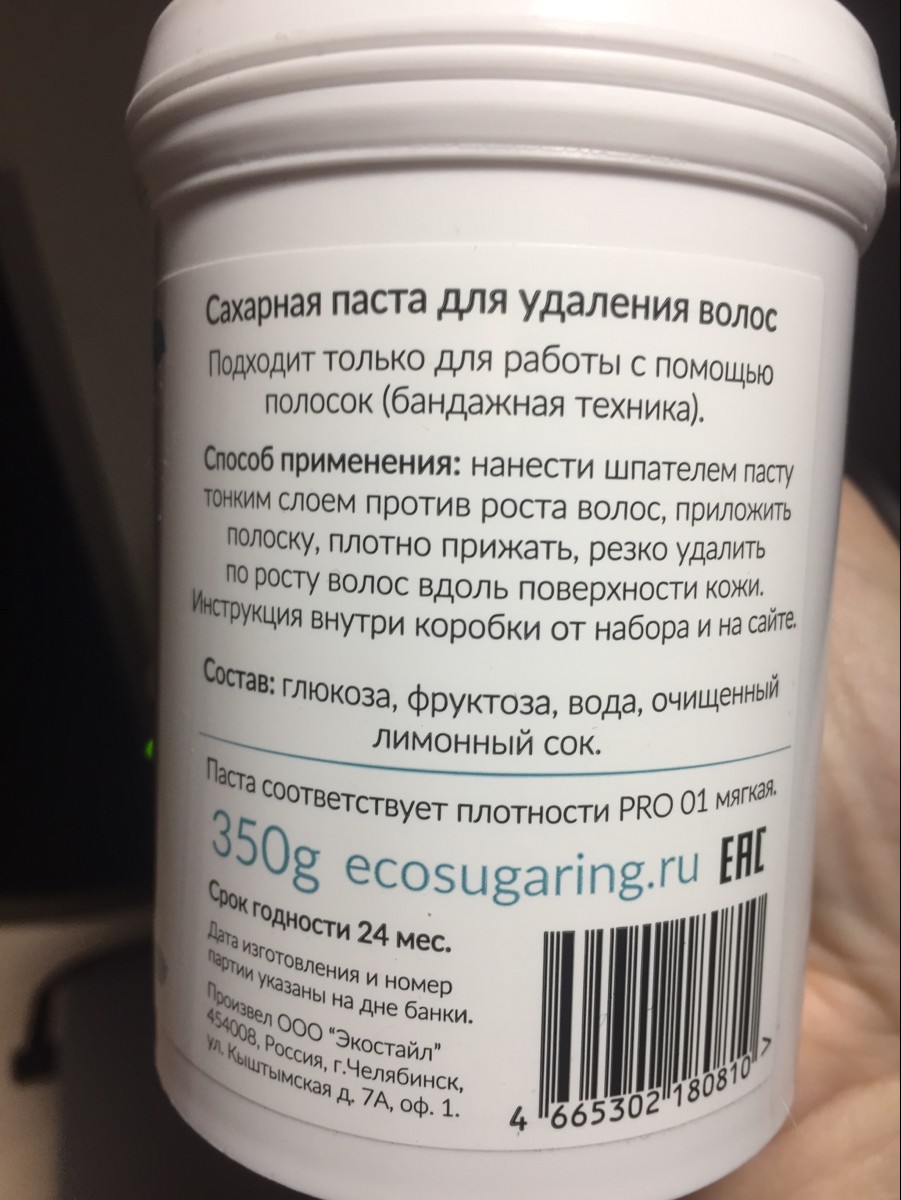 Сахарная паста для удаления волос
Подходит только для работы с помощью
полосок (бандажная техника).
Способ применения: нанести шпателем пасту
тонким слоем против роста волос, приложить
полоску, плотно прижать, резко удалить
по росту волос вдоль поверхности кожи.
Инструкция внутри коробки от набора и на сайте.
Состав: глюкоза, фруктоза, вода, очищенный
лимонный сок.
Паста соответствует плотности PRO 01 мягкая.
350g ecosugaring.ru EAC
Срок годности 24 мес.
Дата изготовления и номер
партии указаны на дне банки.
Произвел ООО "Экостайл"
454008, Россия, г.Челябинск,
ул. Кыштымская д. 7А, оф. 1.
4 665302 180810 >